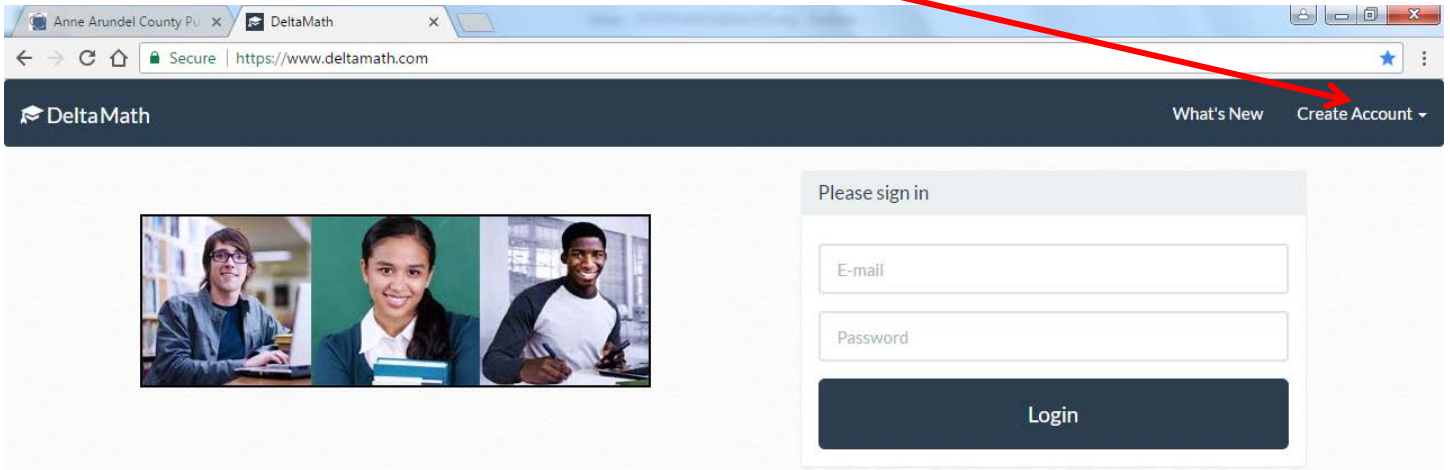 Anne Arundel County Pu
DeltaMath
Secure | https://www.deltamath.com
DeltaMath
What's New
Create Account
Please sign in
E-mail
Password
Login